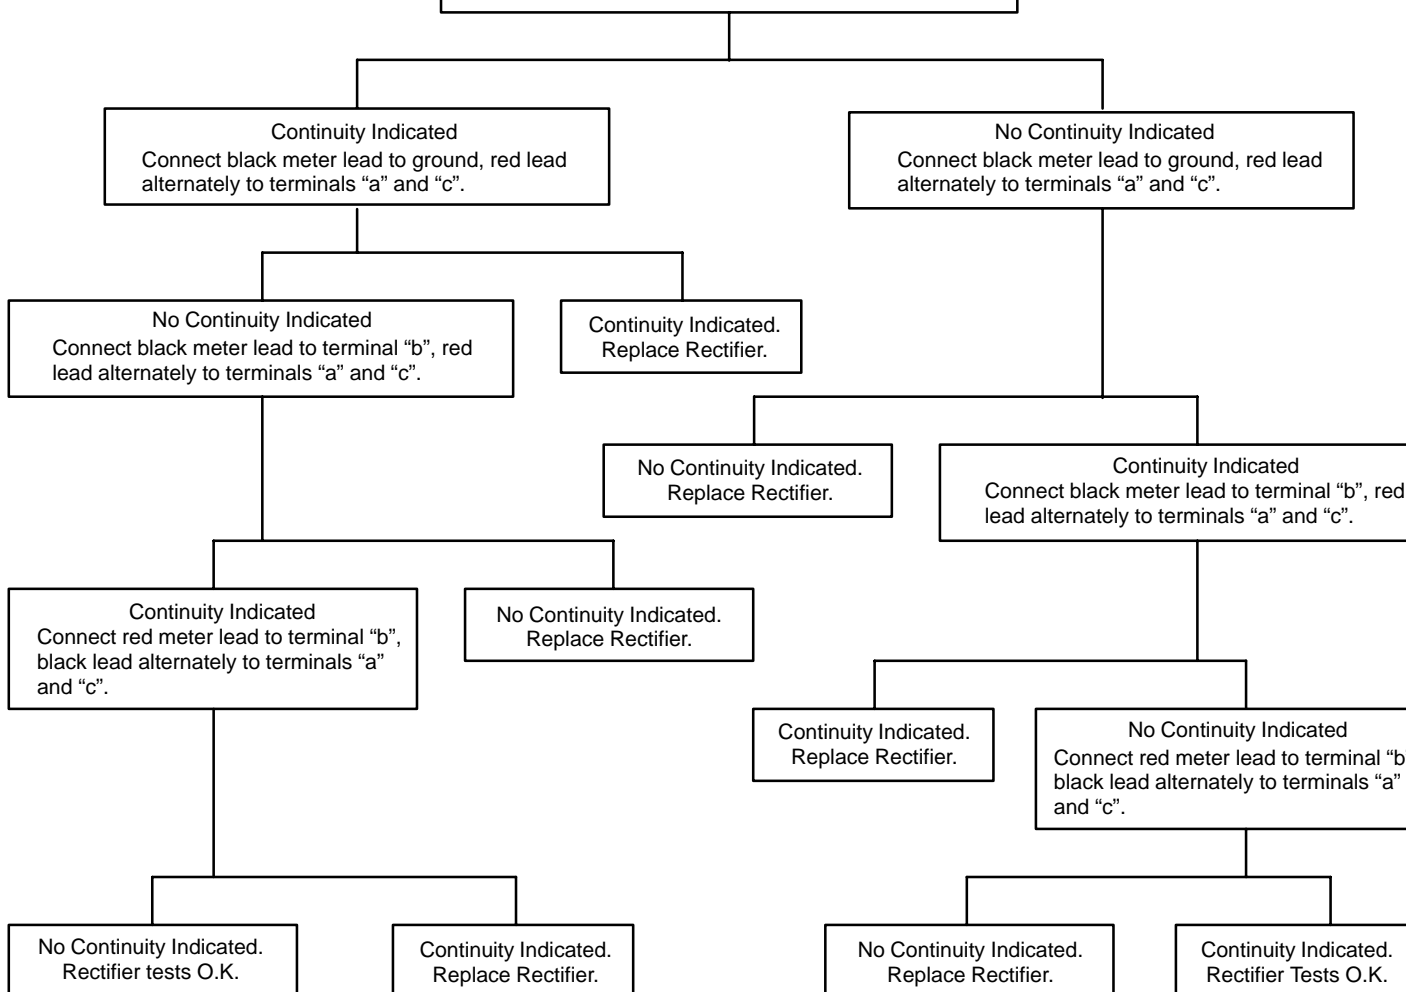 Continuity Indicated
Connect black meter lead to ground, red lead
alternately to terminals “a” and “c”.
No Continuity Indicated
Connect black meter lead to ground, red lead
alternately to terminals “a” and “c”.
No Continuity Indicated
Connect black meter lead to terminal “b”, red
lead alternately to terminals “a” and “c”.
Continuity Indicated.
Replace Rectifier.
No Continuity Indicated.
Replace Rectifier.
Continuity Indicated
Connect black meter lead to terminal “b”, red
lead alternately to terminals “a” and “c”.
Continuity Indicated
Connect red meter lead to terminal “b”,
black lead alternately to terminals “a”
and “c”.
No Continuity Indicated.
Replace Rectifier.
Continuity Indicated.
Replace Rectifier.
No Continuity Indicated
Connect red meter lead to terminal “b
black lead alternately to terminals “a”
and “c”.
No Continuity Indicated.
Rectifier tests O.K.
Continuity Indicated.
Replace Rectifier.
No Continuity Indicated.
Replace Rectifier.
Continuity Indicated.
Rectifier Tests O.K.